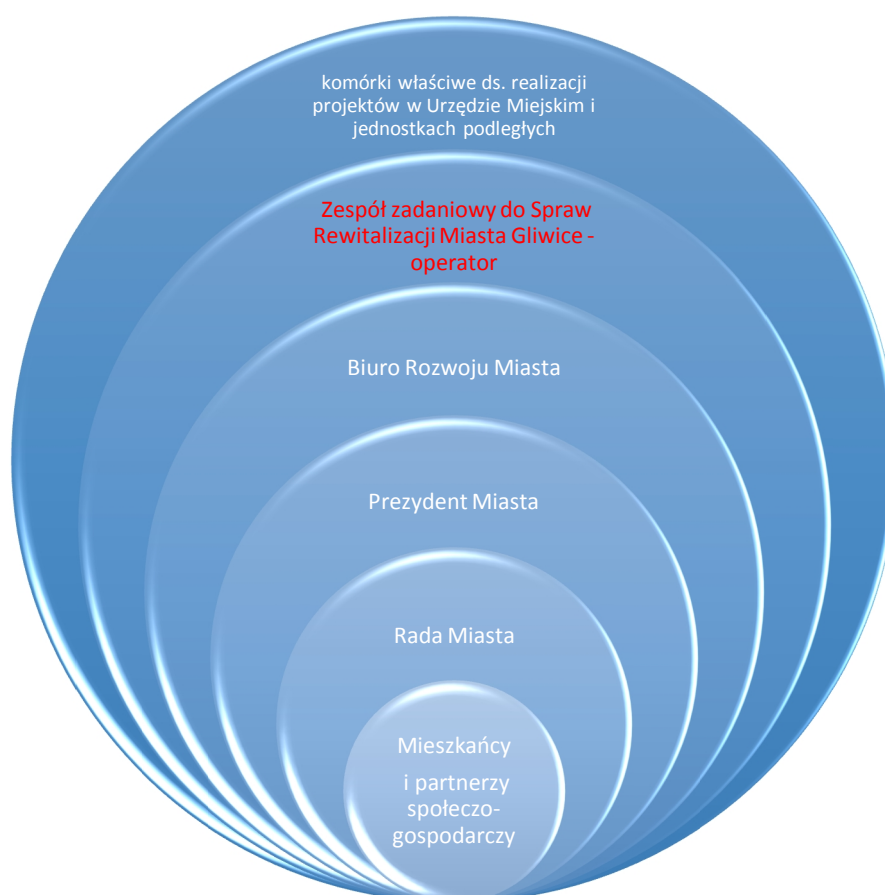 komórki właściwe ds. realizacji
projektów w Urzędzie Miejskim i
jednostkach podległych
Zespół zadaniowy do Spraw
Rewitalizacji Miasta Gliwice -
operator
Biuro Rozwoju Miasta
Prezydent Miasta
Rada Miasta
Mieszkańcy
i partnerzy
społeczo-
gospodarczy